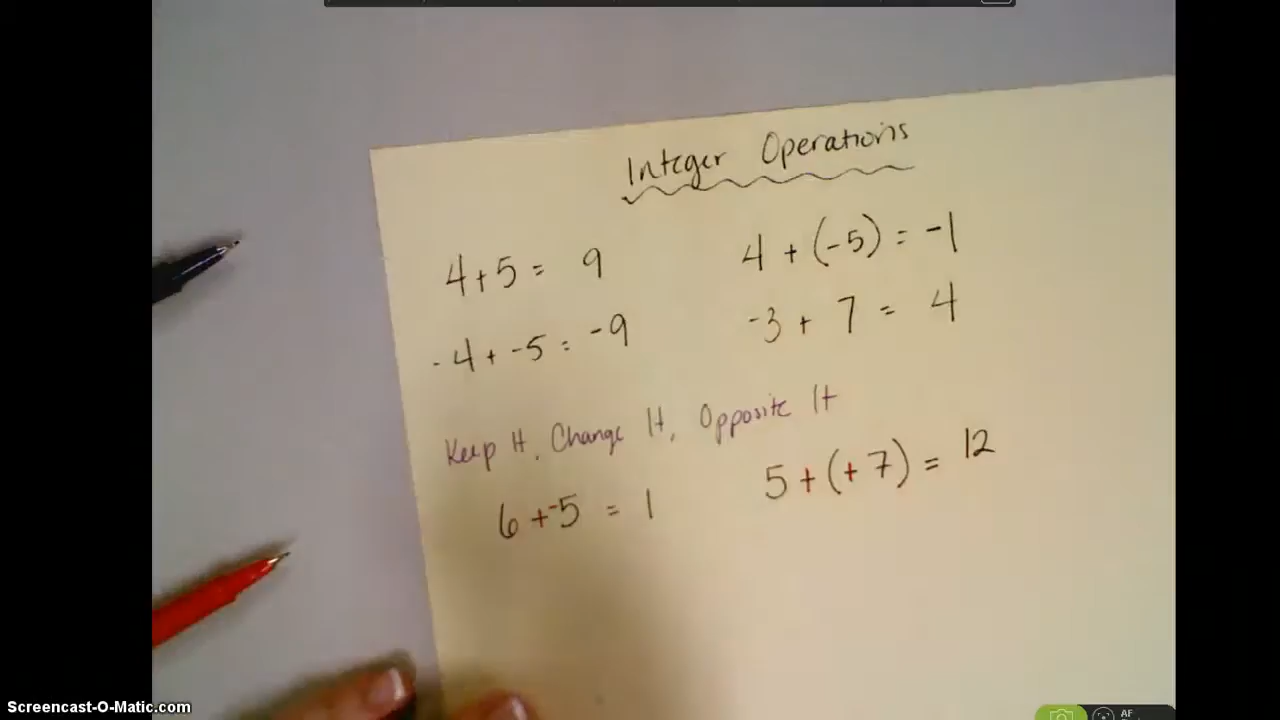 Integer Operations
4+5 = 9
4 + (-5) = -1
-4 + -5 = -9
-3 + 7 = 4
Keep It, Change It, Opposite It
6 + -5 = 1
5 + (+7) = 12
AF
Screencast-O-Matic.com